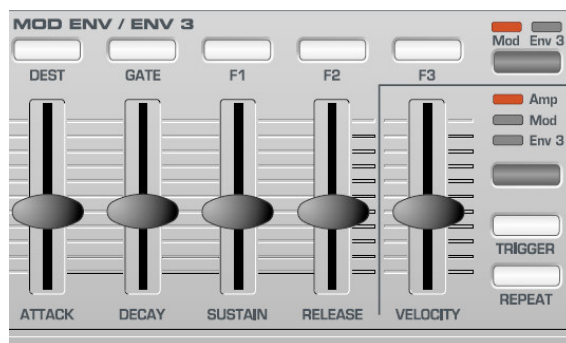 MOD ENV / ENV 3
Mod Env 3
DEST GATE F1 F2 F3
Amp
Mod
Env 3
TRIGGER
REPEAT
ATTACK DECAY SUSTAIN RELEASE VELOCITY